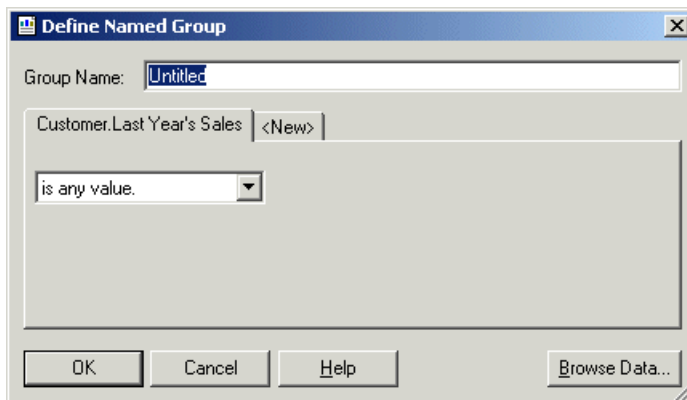 Define Named Group
Group Name: Untitled
Customer.Last Year's Sales <New>
is any value.
OK Cancel Help Browse Data...